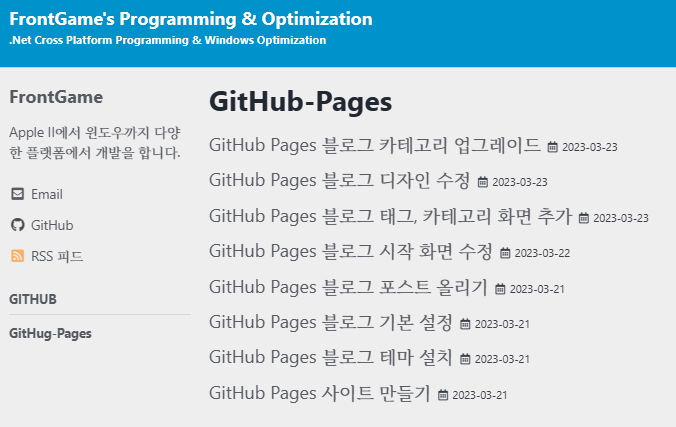 FrontGame's Programming & Optimization
.Net Cross Platform Programming & Windows Optimization
FrontGame
Apple II에서 윈도우까지 다양
한 플랫폼에서 개발을 합니다.
Email
GitHub
RSS 피드
GITHUB
GitHug-Pages
GitHub-Pages
GitHub Pages 블로그 카테고리 업그레이드 2023-03-23
GitHub Pages 블로그 디자인 수정 2023-03-23
GitHub Pages 블로그 태그, 카테고리 화면 추가 2023-03-23
GitHub Pages 블로그 시작 화면 수정 2023-03-22
GitHub Pages 블로그 포스트 올리기 2023-03-21
GitHub Pages 블로그 기본 설정 2023-03-21
GitHub Pages 블로그 테마 설치 2023-03-21
GitHub Pages 사이트 만들기 2023-03-21